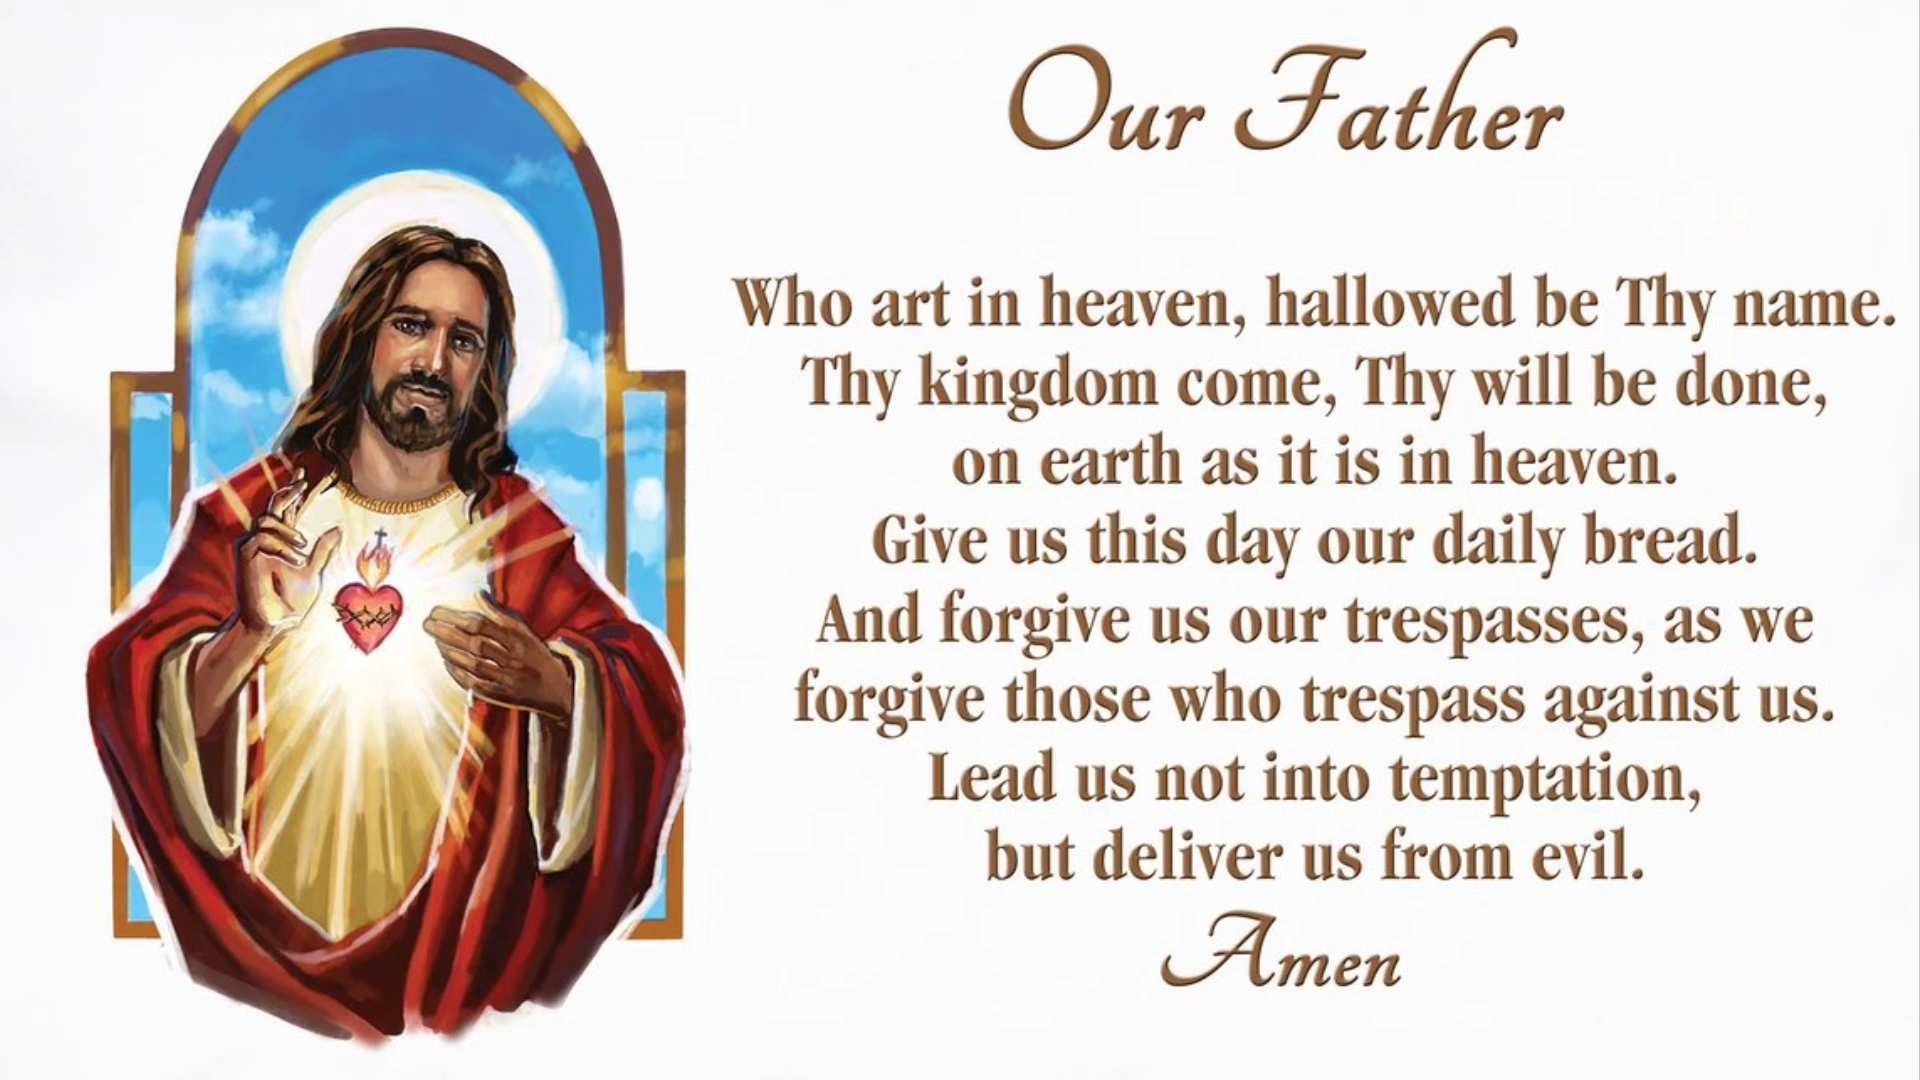 Our Father
Who art in heaven, hallowed be Thy name.
Thy kingdom come, Thy will be done,
on earth as it is in heaven.
Give us this day our daily bread.
And forgive us our trespasses, as we
forgive those who trespass against us.
Lead us not into temptation,
but deliver us from evil.
Amen